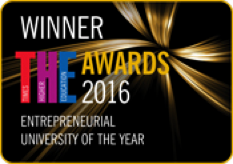 WINNER
THE AWARDS
TIMES HIGHER EDUCATION 2016
ENTREPRENEURIAL
UNIVERSITY OF THE YEAR